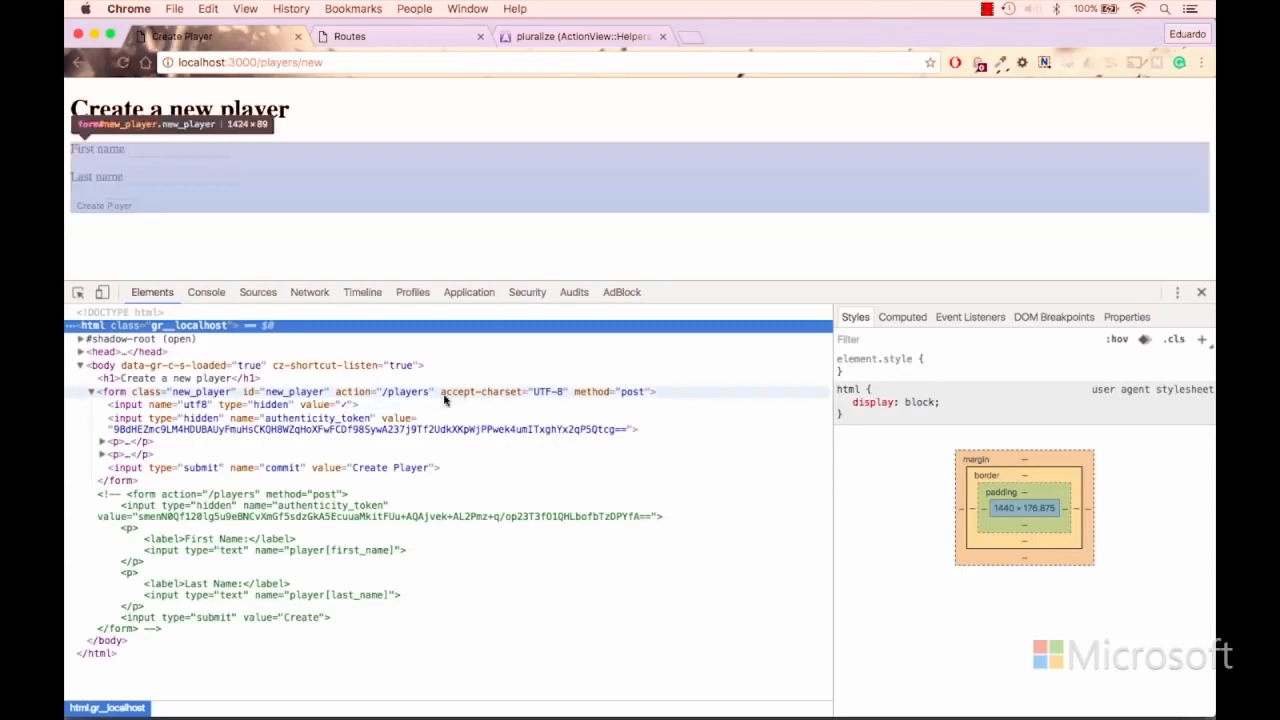 Chrome File Edit View History Bookmarks People Window Help 100%
Create Player Routes pluralize (ActionView::Helpers Eduardo
localhost:3000/players/new
Create a new player
form#new_player.new_player | 1424×89
First name
Last name
Create Player
Elements Console Sources Network Timeline Profiles Application Security Audits AdBlock
<!DOCTYPE html>
<html class="gr__localhost"> == $0
#shadow-root (open)
<head>…</head>
<body data-gr-c-s-loaded="true" cz-shortcut-listen="true">
<h1>Create a new player</h1>
<form class="new_player" id="new_player" action="/players" accept-charset="UTF-8" method="post">
<input name="utf8" type="hidden" value="✓">
<input type="hidden" name="authenticity_token" value=
<p>…</p>
<p>…</p>
<input type="submit" name="commit" value="Create Player">
</form>
<!-- <form action="/players" method="post">
<input type="hidden" name="authenticity_token"
<p>
<label>First Name:</label>
<input type="text" name="player[first_name]">
</p>
<p>
<label>Last Name:</label>
<input type="text" name="player[last_name]">
</p>
<input type="submit" value="Create">
</form> -->
</body>
</html>
html.gr__localhost
Styles Computed Event Listeners DOM Breakpoints Properties
Filter :hov .cls +
element.style {
}
html { user agent stylesheet
display: block;
}
margin –
border –
padding –
– – – 1440 × 176.875 – – –
–
–
–
Microsoft